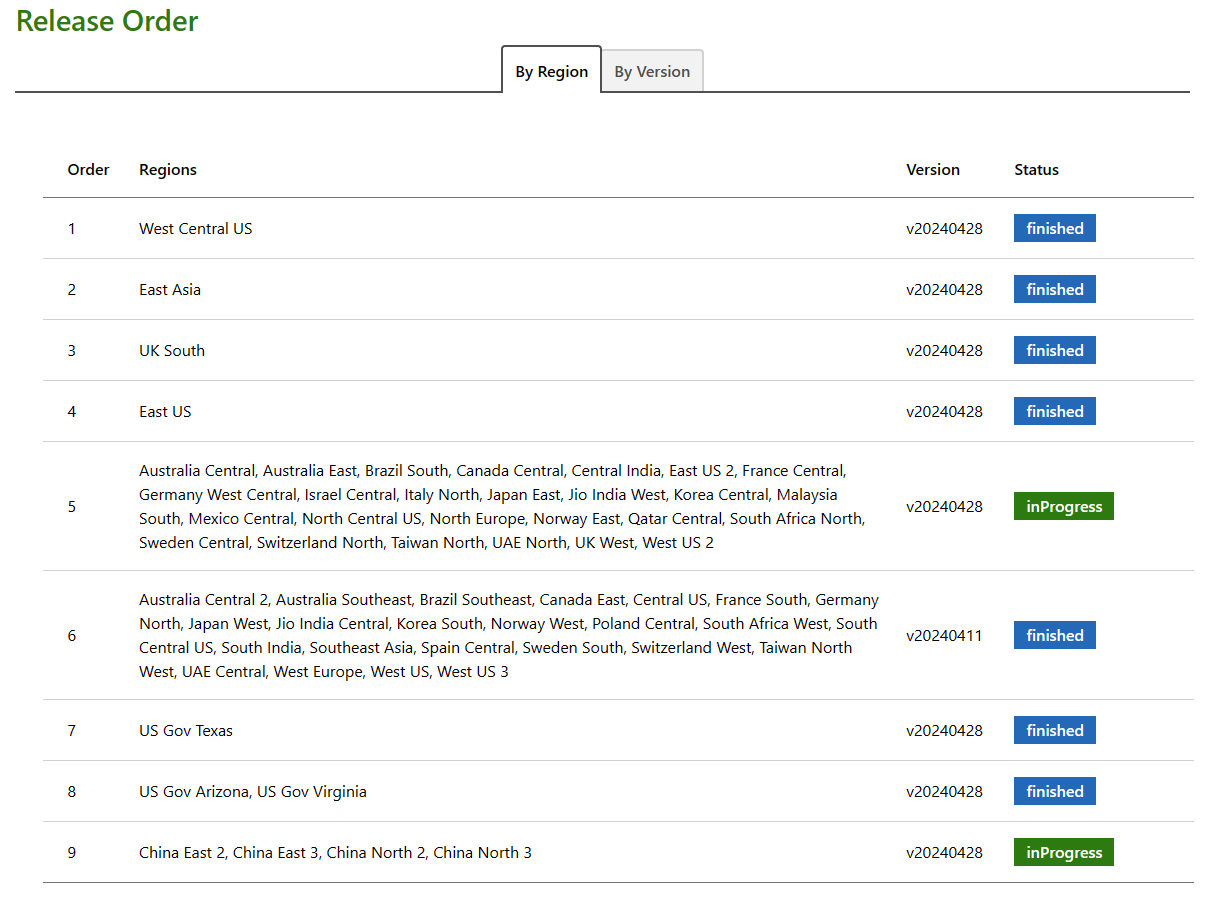 Release Order
By Region By Version
Order Regions Version Status
1 West Central US v20240428 finished
2 East Asia v20240428 finished
3 UK South v20240428 finished
4 East US v20240428 finished
Australia Central, Australia East, Brazil South, Canada Central, Central India, East US 2, France Central,
Germany West Central, Israel Central, Italy North, Japan East, Jio India West, Korea Central, Malaysia
5 South, Mexico Central, North Central US, North Europe, Norway East, Qatar Central, South Africa North, v20240428 inProgress
Sweden Central, Switzerland North, Taiwan North, UAE North, UK West, West US 2
Australia Central 2, Australia Southeast, Brazil Southeast, Canada East, Central US, France South, Germany
North, Japan West, Jio India Central, Korea South, Norway West, Poland Central, South Africa West, South
6 Central US, South India, Southeast Asia, Spain Central, Sweden South, Switzerland West, Taiwan North v20240411 finished
West, UAE Central, West Europe, West US, West US 3
7 US Gov Texas v20240428 finished
8 US Gov Arizona, US Gov Virginia v20240428 finished
9 China East 2, China East 3, China North 2, China North 3 v20240428 inProgress